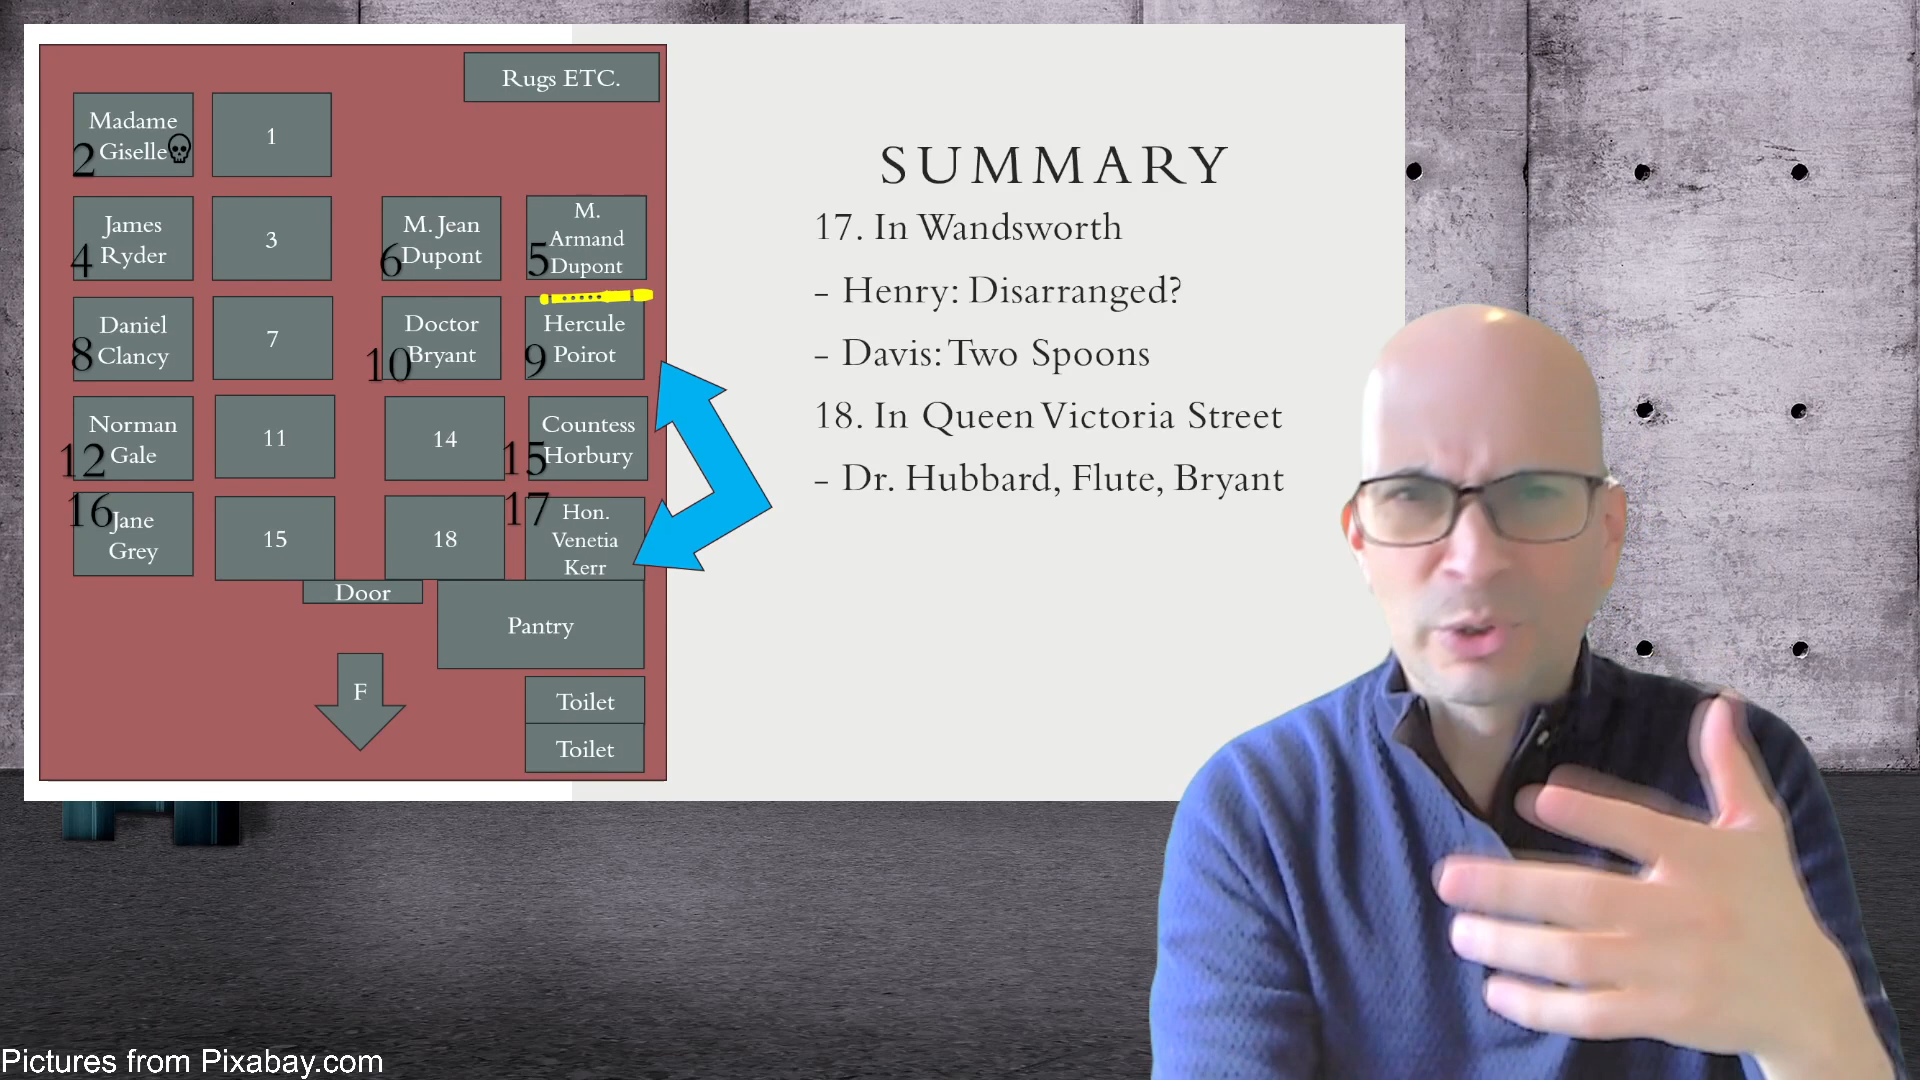 Rugs ETC.
Madame
Giselle
2
1
James
Ryder
4
3
M. Jean
Dupont
6
M.
Armand
Dupont
5
Daniel
Clancy
8
7
Doctor
Bryant
10
Hercule
Poirot
9
Norman
Gale
12
11
14
Countess
Horbury
15
16
Jane
Grey
15
18
17
Hon.
Venetia
Kerr
Door
Pantry
F
Toilet
Toilet
SUMMARY
17. In Wandsworth
- Henry: Disarranged?
- Davis: Two Spoons
18. In Queen Victoria Street
- Dr. Hubbard, Flute, Bryant
Pictures from Pixabay.com